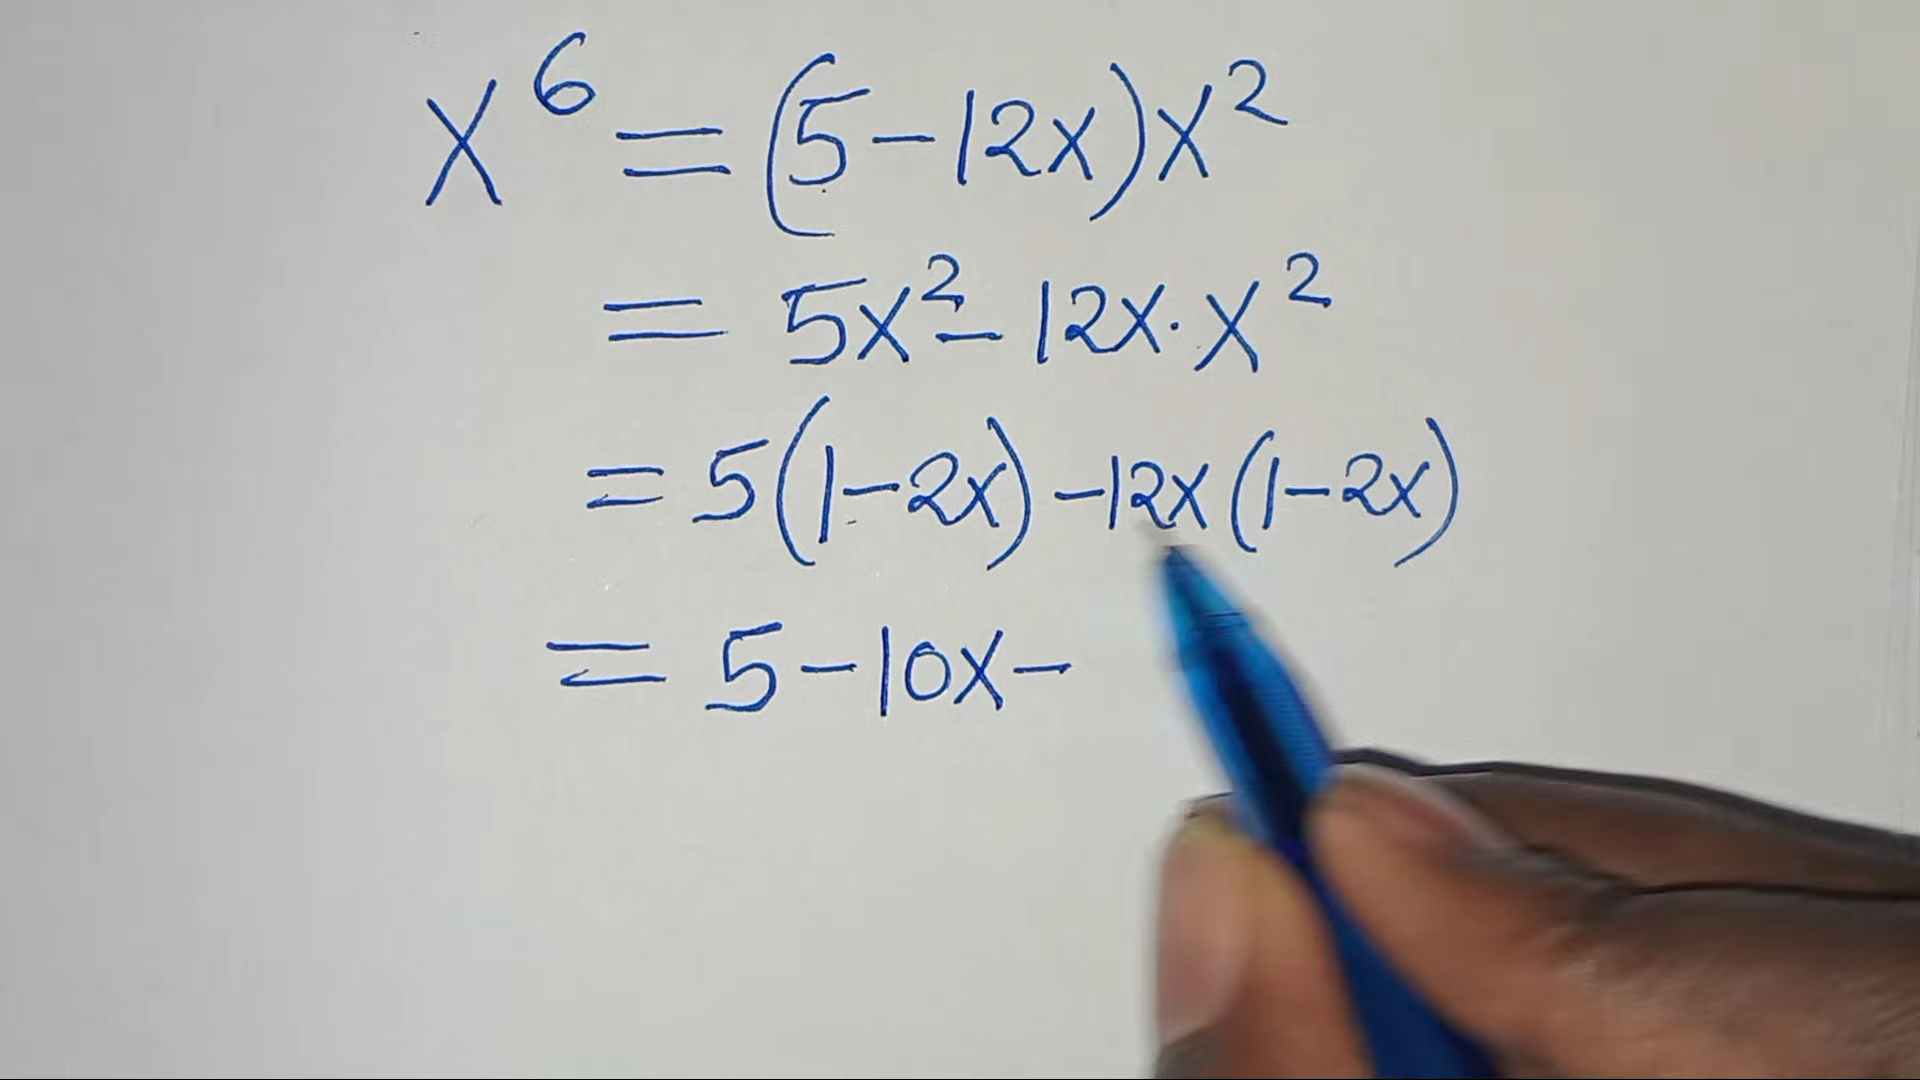 x⁶ = (5-12x)x²
= 5x² - 12x·x²
= 5(1-2x) -12x(1-2x)
= 5-10x-